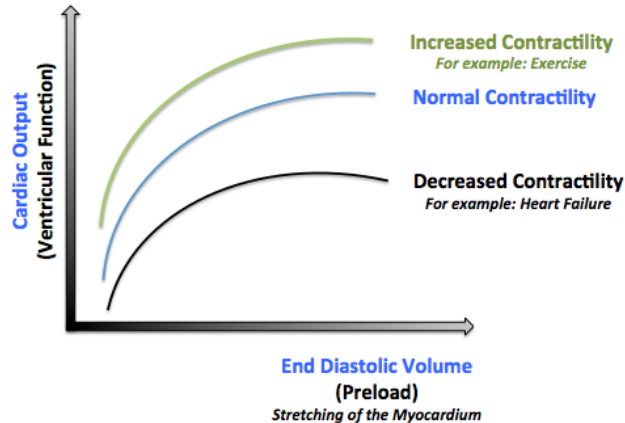 Increased Contractility
For example: Exercise
Normal Contractility
Decreased Contractility
For example: Heart Failure
Cardiac Output
(Ventricular Function)
End Diastolic Volume
(Preload)
Stretching of the Myocardium